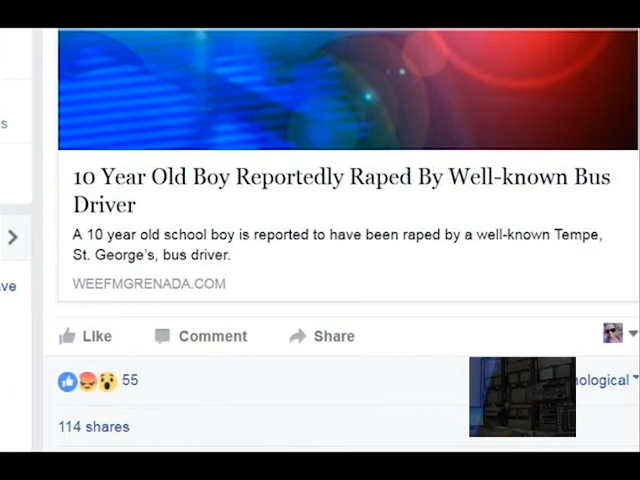 s
10 Year Old Boy Reportedly Raped By Well-known Bus
Driver
A 10 year old school boy is reported to have been raped by a well-known Tempe,
St. George's, bus driver.
ve
WEEFMGRENADA.COM
Like Comment Share
55 nological
114 shares